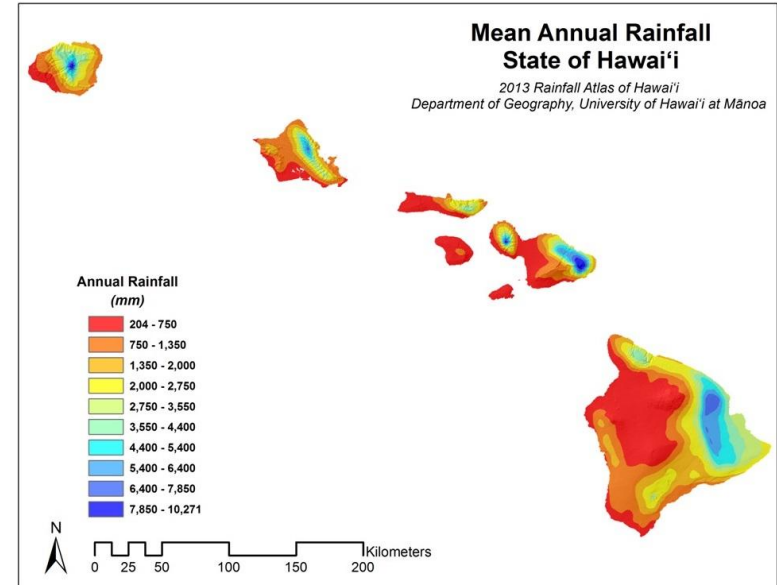 Mean Annual Rainfall
State of Hawai‘i
2013 Rainfall Atlas of Hawai‘i
Department of Geography, University of Hawai‘i at Mānoa
Annual Rainfall
(mm)
204 - 750
750 - 1,350
1,350 - 2,000
2,000 - 2,750
2,750 - 3,550
3,550 - 4,400
4,400 - 5,400
5,400 - 6,400
6,400 - 7,850
7,850 - 10,271
N
Kilometers
0 25 50 100 150 200